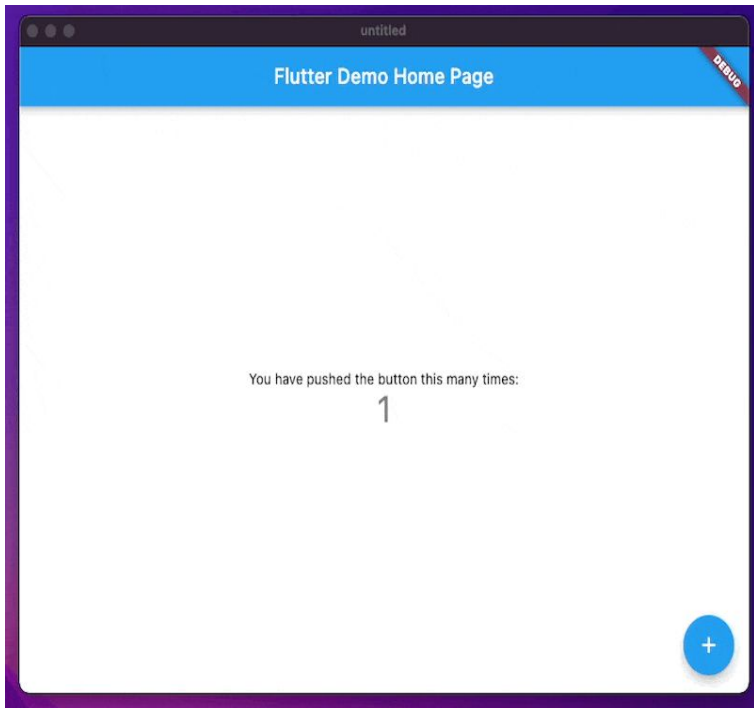 untitled
Flutter Demo Home Page
DEBUG
You have pushed the button this many times:
1
+